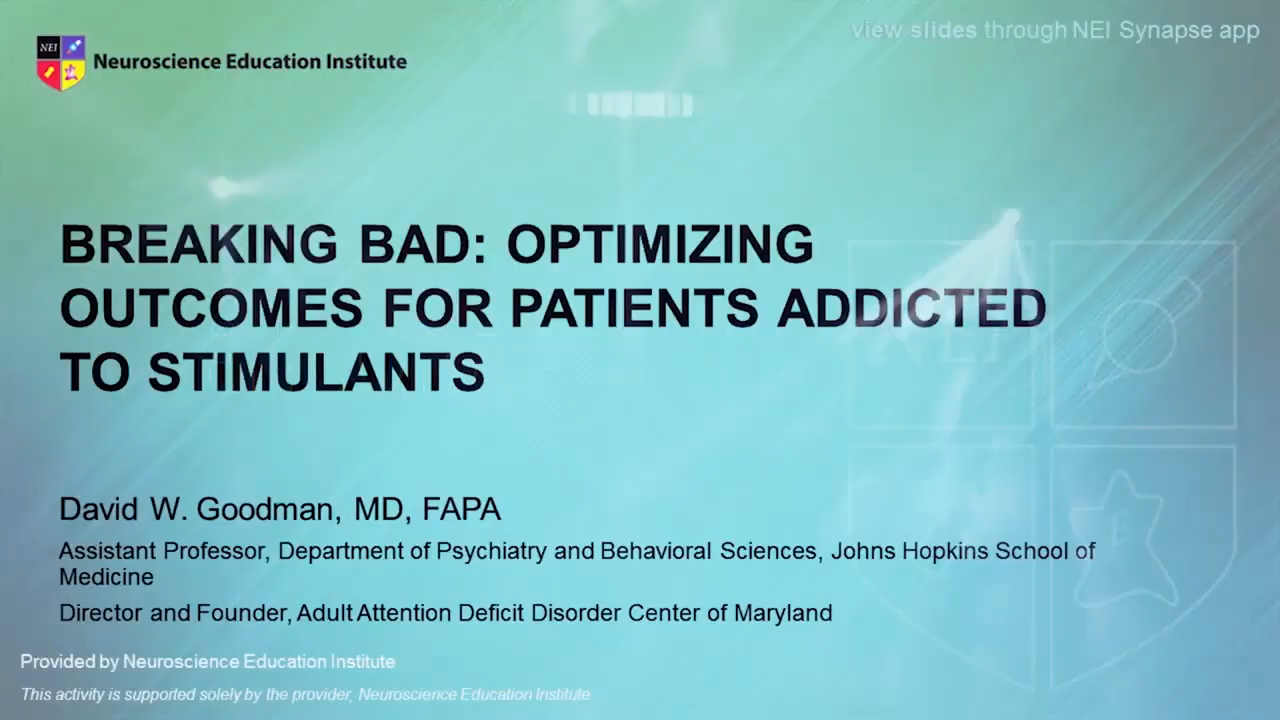 view slides through NEI Synapse app
NEI
Neuroscience Education Institute
BREAKING BAD: OPTIMIZING
OUTCOMES FOR PATIENTS ADDICTED
TO STIMULANTS
David W. Goodman, MD, FAPA
Assistant Professor, Department of Psychiatry and Behavioral Sciences, Johns Hopkins School of
Medicine
Director and Founder, Adult Attention Deficit Disorder Center of Maryland
Provided by Neuroscience Education Institute
This activity is supported solely by the provider, Neuroscience Education Institute